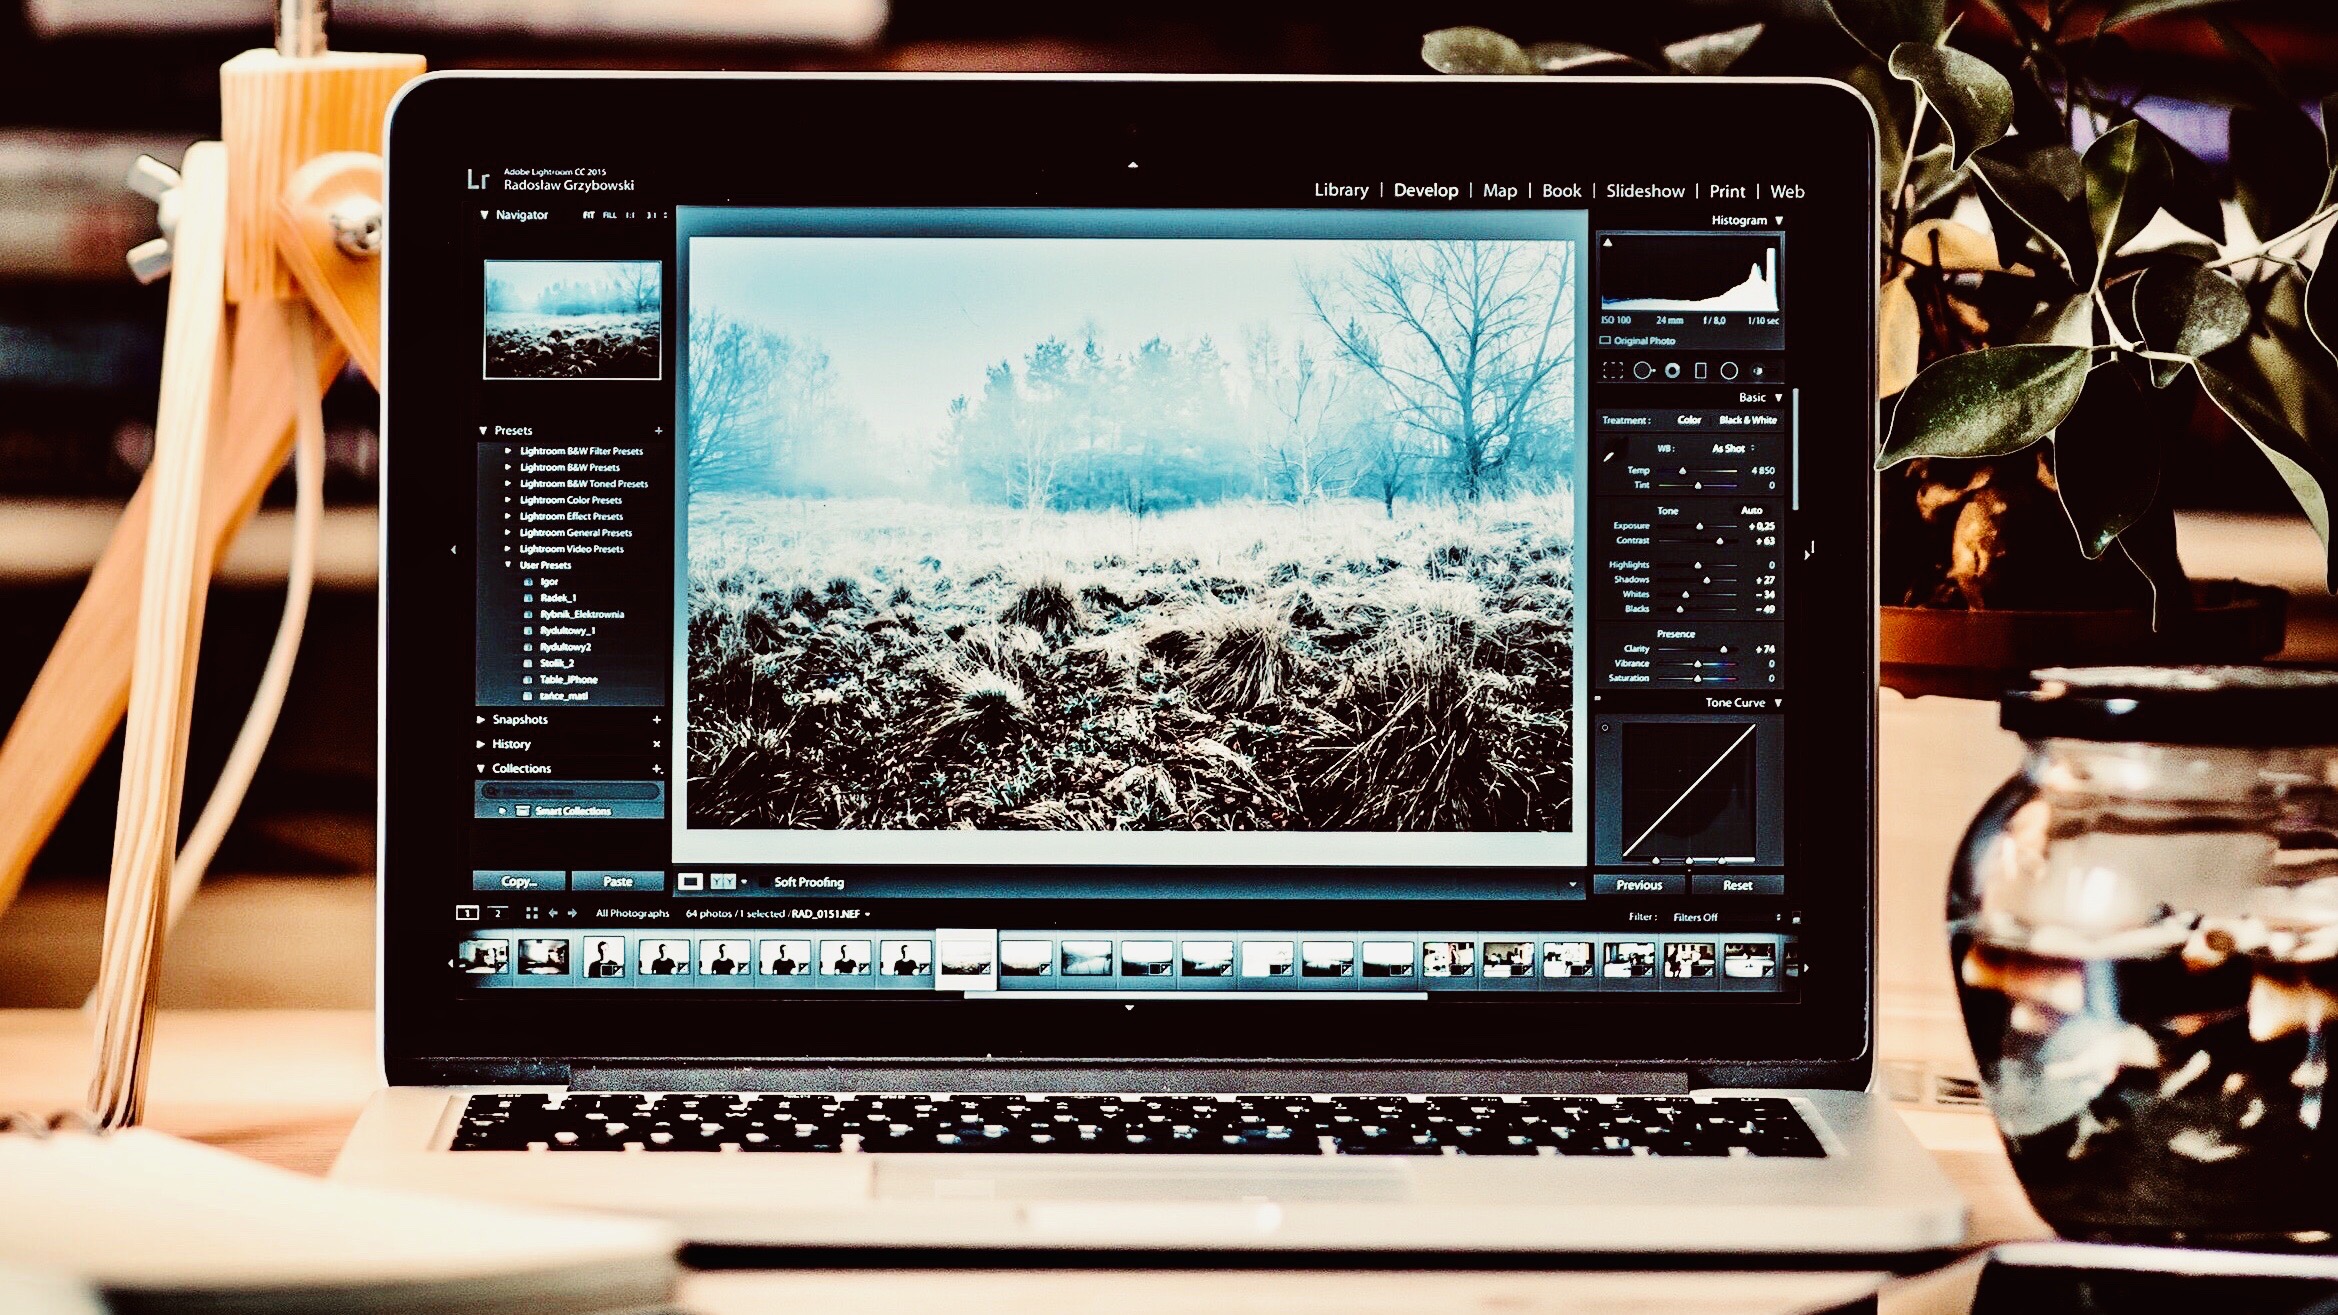 Lr
Adobe Lightroom CC 2015
Radosław Grzybowski
Library | Develop | Map | Book | Slideshow | Print | Web
Navigator
FIT FILL 1:1 3:1
Presets
Lightroom B&W Filter Presets
Lightroom B&W Presets
Lightroom B&W Toned Presets
Lightroom Color Presets
Lightroom Effect Presets
Lightroom General Presets
Lightroom Video Presets
User Presets
Igor
Radek_1
Rybnik_Elektrownia
Rydultowy_1
Rydultowy2
Stolik_2
Table_iPhone
tańce_matl
Snapshots
History
Collections
Smart Collections
Copy... Paste
Soft Proofing
Histogram
ISO 100 24 mm f / 8,0 1/10 sec
Original Photo
Basic
Treatment : Color Black & White
WB : As Shot
Temp 4 850
Tint 0
Tone Auto
Exposure + 0,25
Contrast + 63
Highlights 0
Shadows + 27
Whites − 34
Blacks − 49
Presence
Clarity + 74
Vibrance 0
Saturation 0
Tone Curve
Previous Reset
1 2 All Photographs 64 photos / 1 selected / RAD_0151.NEF
Filter : Filters Off